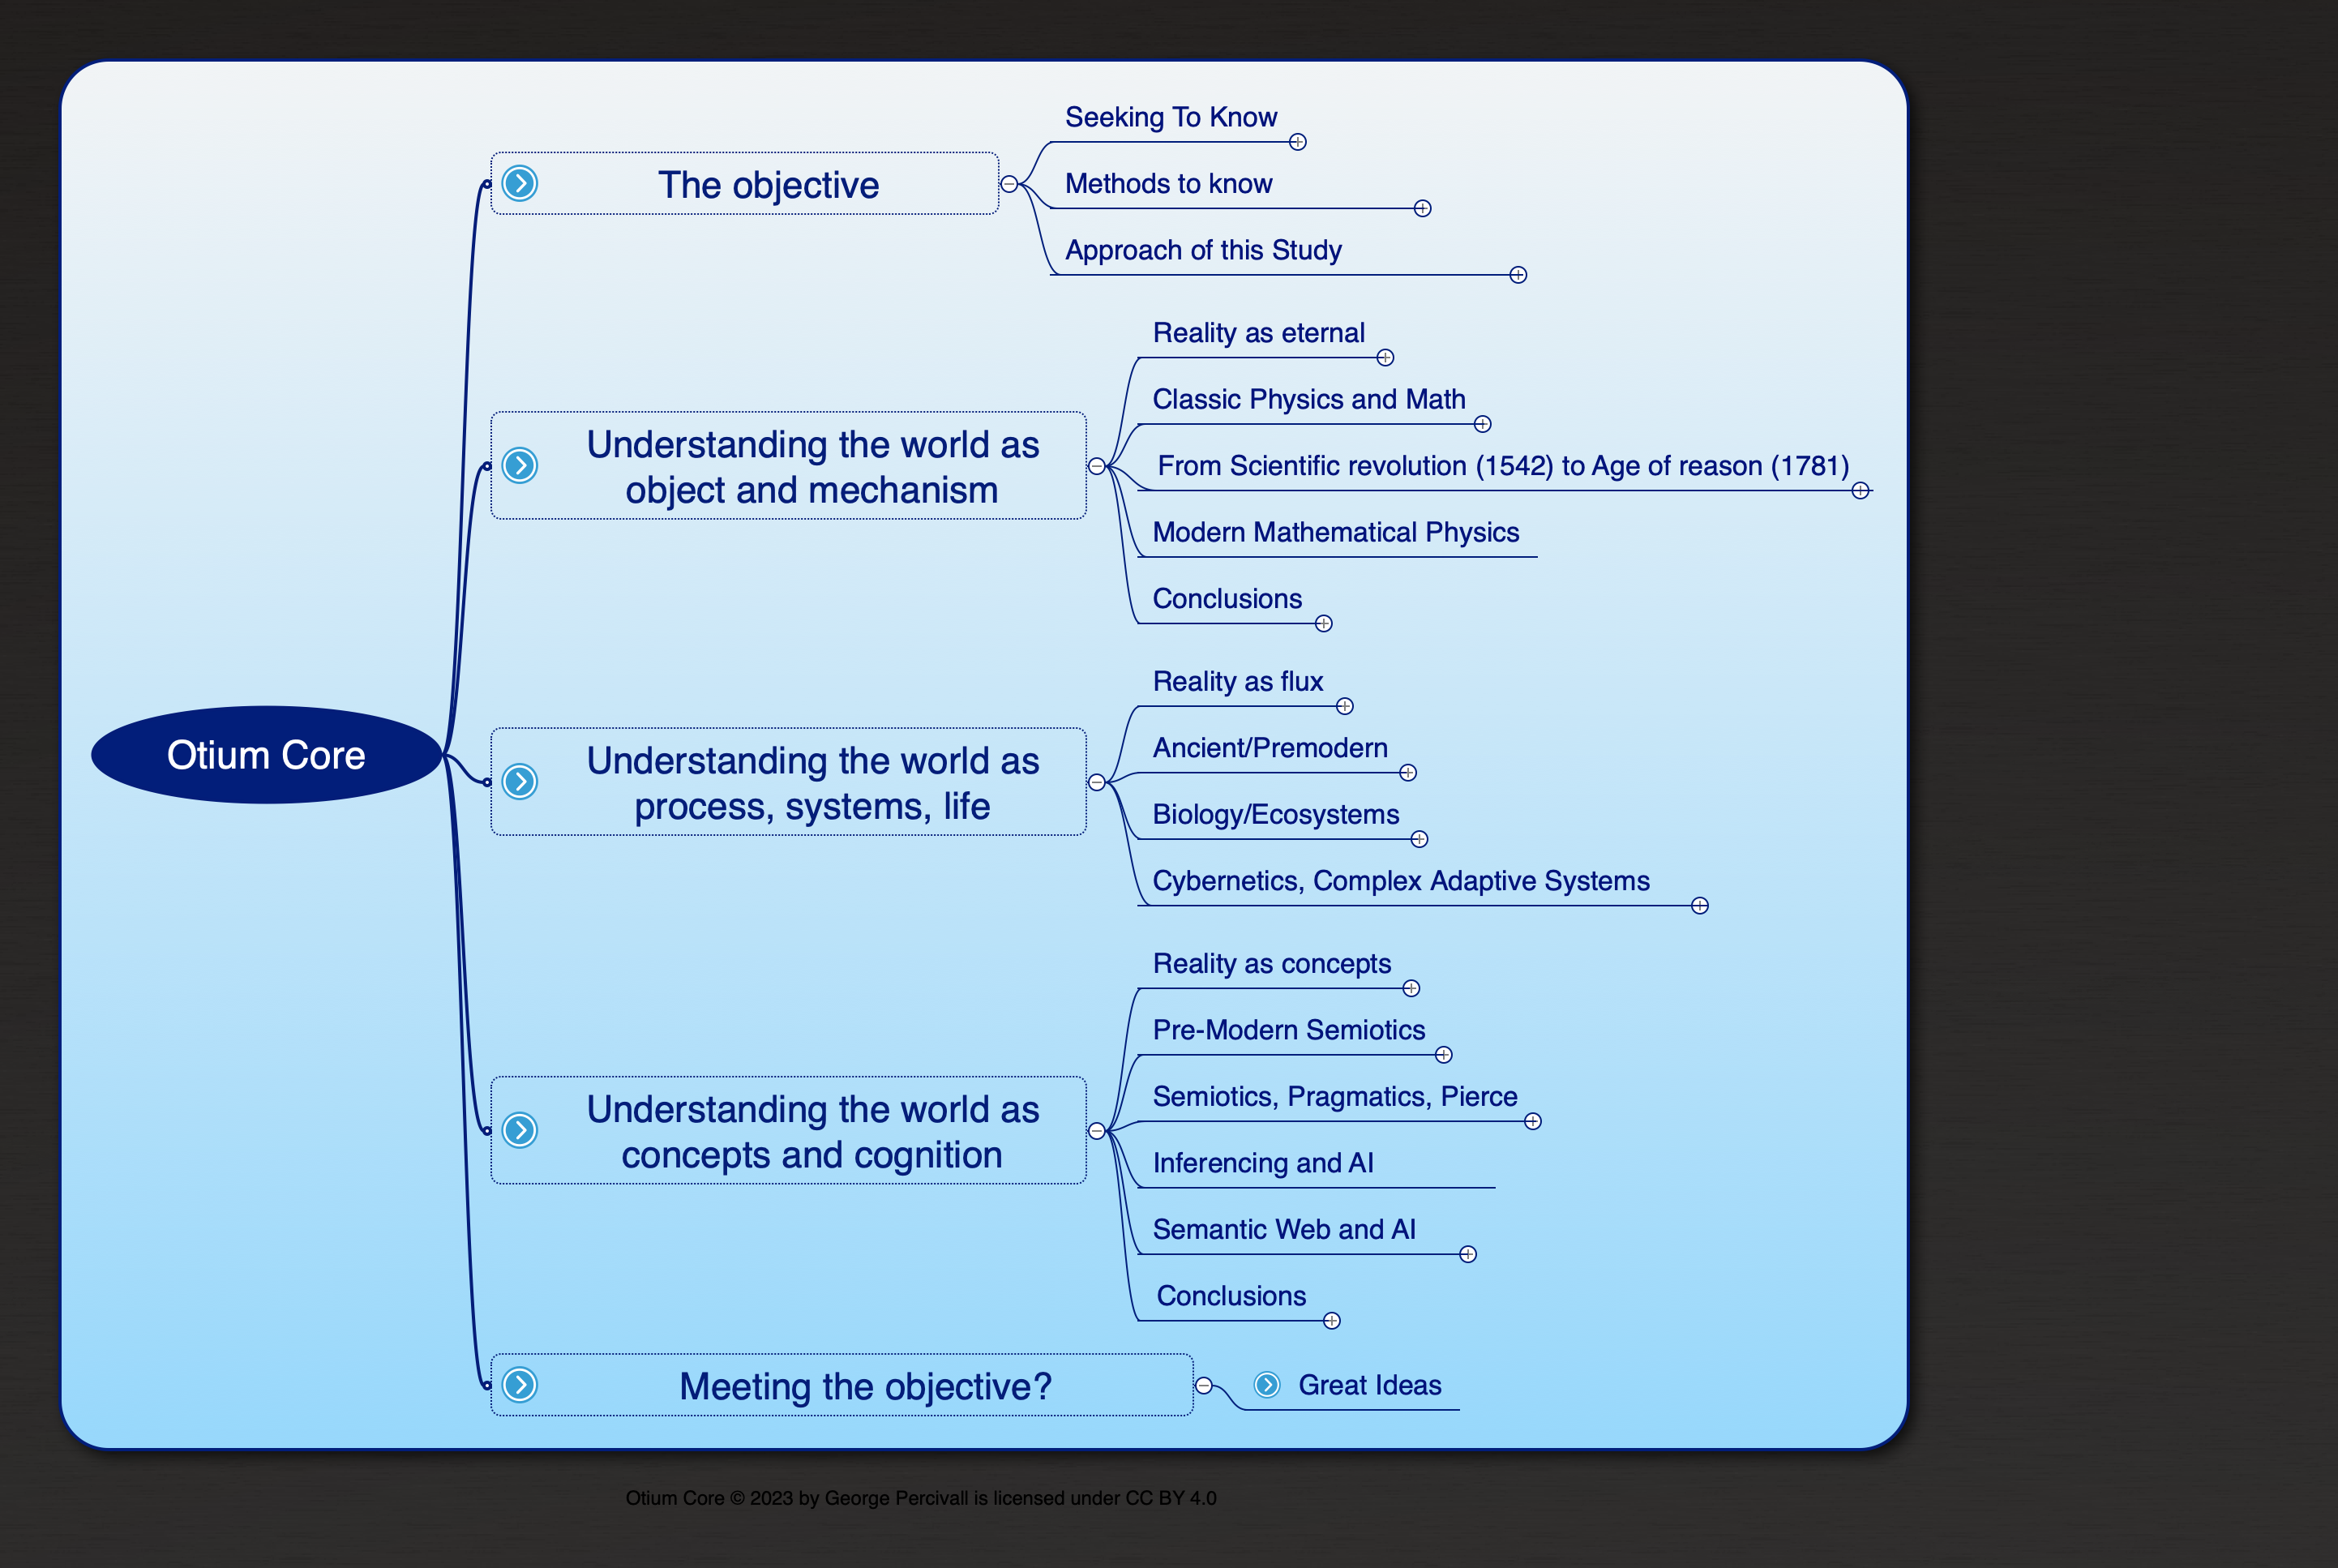 Seeking To Know
The objective
Methods to know
Approach of this Study
Reality as eternal
Classic Physics and Math
Understanding the world as
object and mechanism
From Scientific revolution (1542) to Age of reason (1781)
Modern Mathematical Physics
Conclusions
Reality as flux
Otium Core
Understanding the world as
process, systems, life
Ancient/Premodern
Biology/Ecosystems
Cybernetics, Complex Adaptive Systems
Reality as concepts
Pre-Modern Semiotics
Understanding the world as
concepts and cognition
Semiotics, Pragmatics, Pierce
Inferencing and AI
Semantic Web and AI
Conclusions
Meeting the objective?
Great Ideas
Otium Core © 2023 by George Percivall is licensed under CC BY 4.0